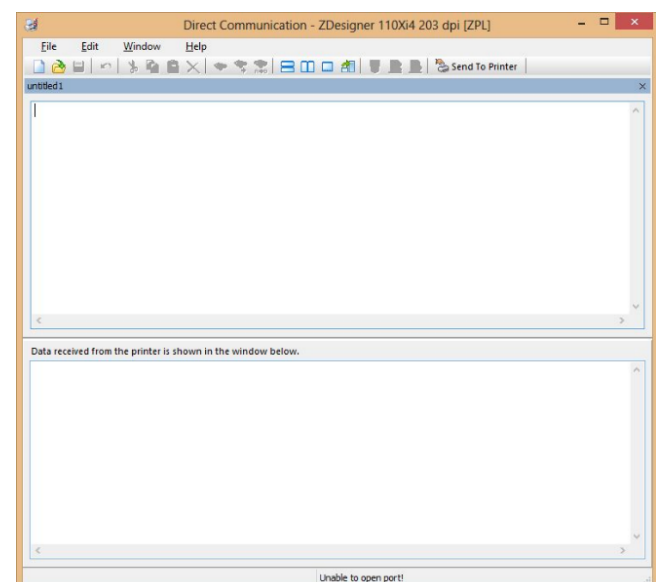 Direct Communication - ZDesigner 110Xi4 203 dpi [ZPL]
File Edit Window Help
Send To Printer
untitled1
Data received from the printer is shown in the window below.
Unable to open port!